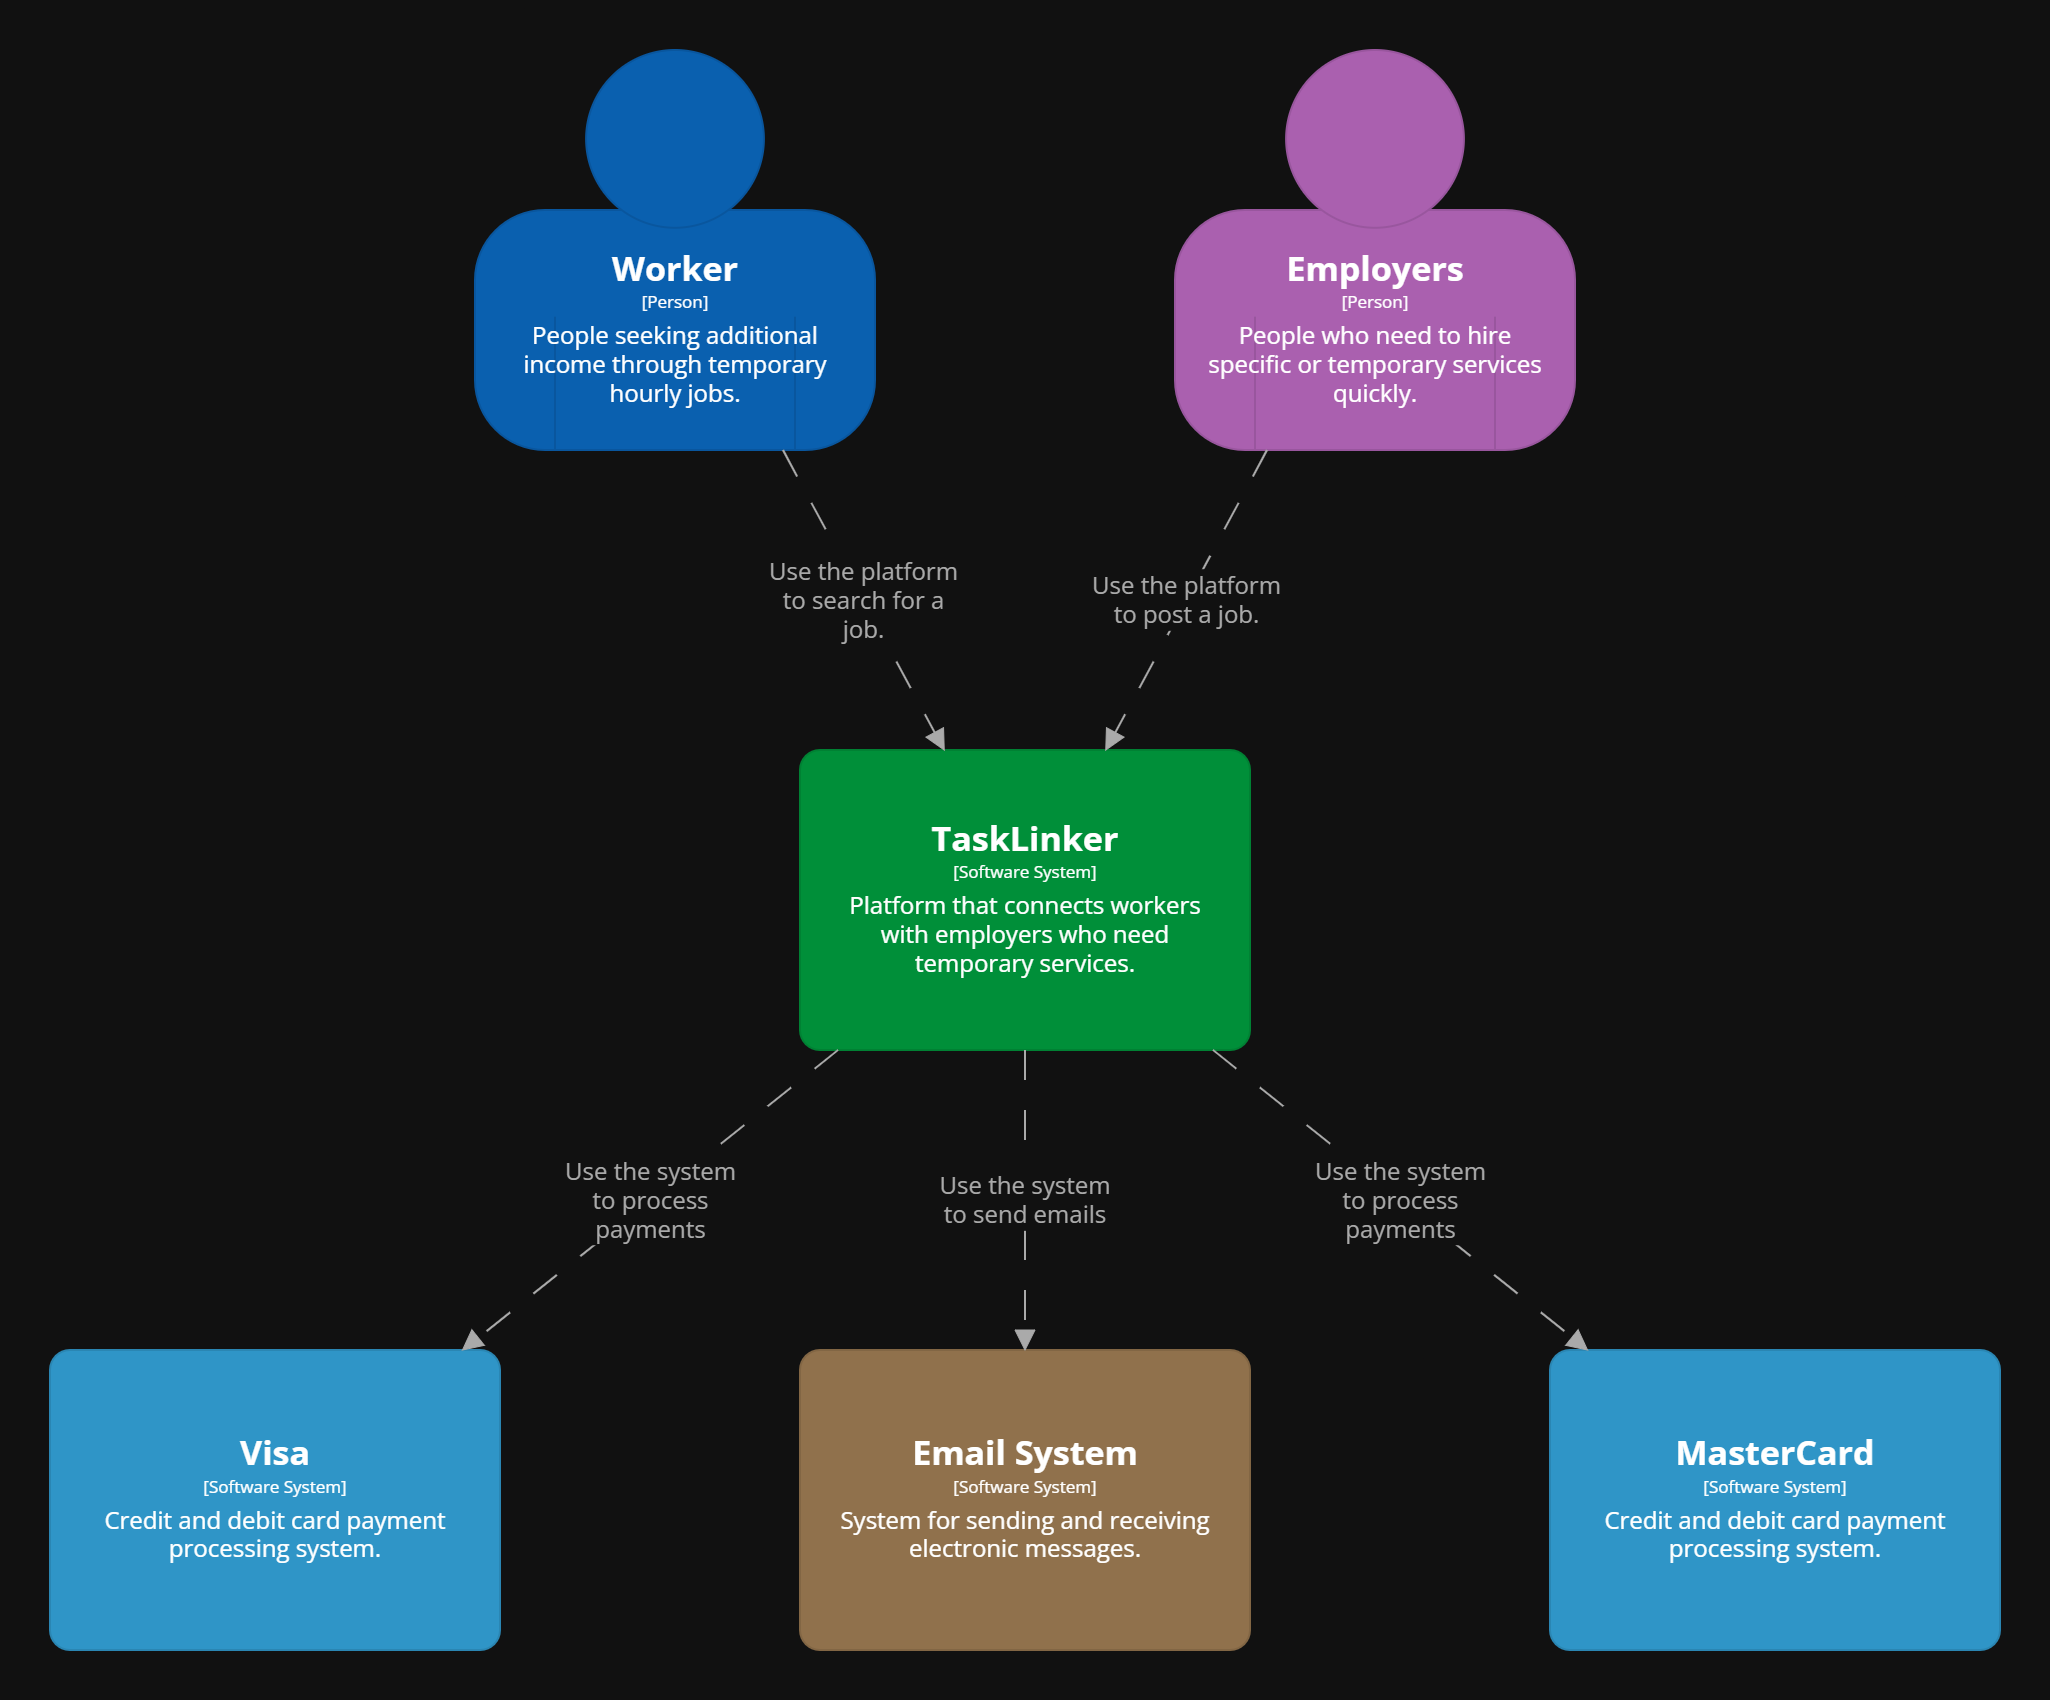 Worker
[Person]
People seeking additional
income through temporary
hourly jobs.
Employers
[Person]
People who need to hire
specific or temporary services
quickly.
Use the platform
to search for a
job.
Use the platform
to post a job.
TaskLinker
[Software System]
Platform that connects workers
with employers who need
temporary services.
Use the system
to process
payments
Use the system
to send emails
Use the system
to process
payments
Visa
[Software System]
Credit and debit card payment
processing system.
Email System
[Software System]
System for sending and receiving
electronic messages.
MasterCard
[Software System]
Credit and debit card payment
processing system.